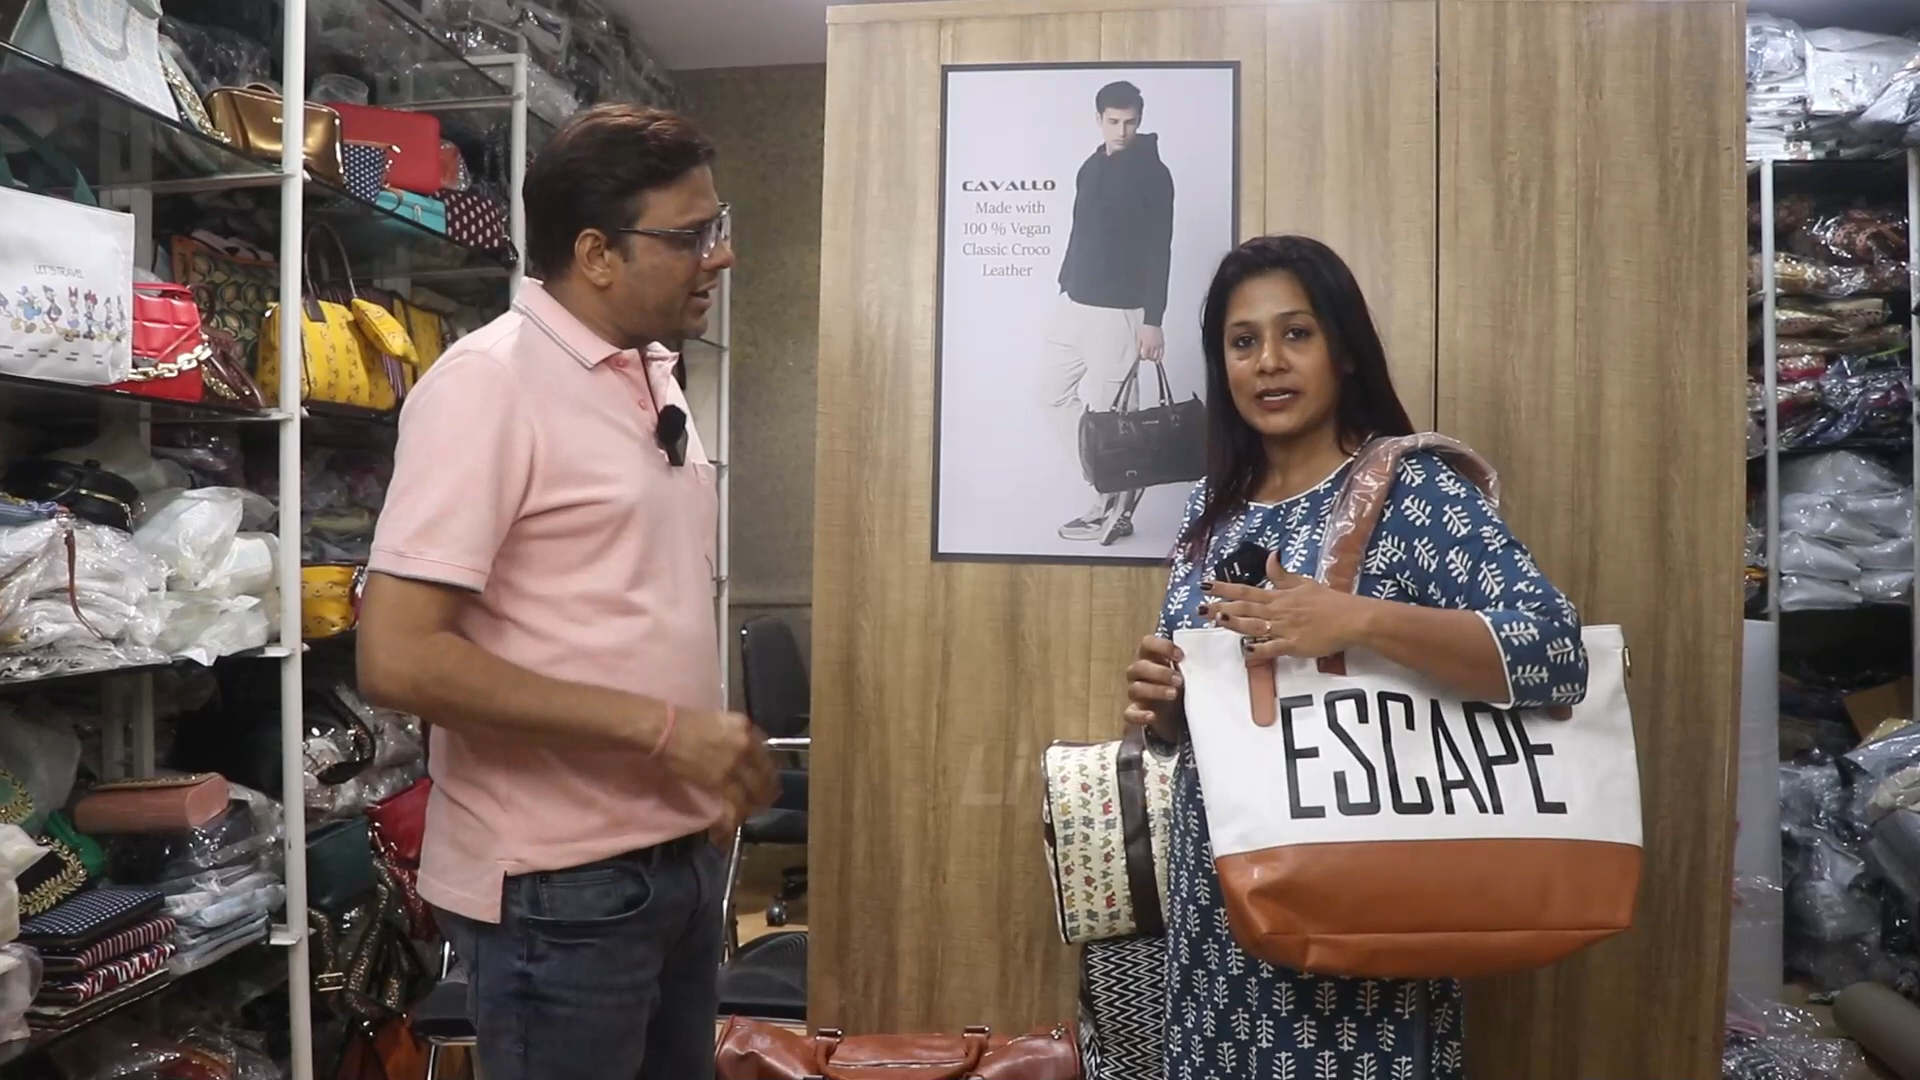 CAVALLO
Made with
100 % Vegan
Classic Croco
Leather
LET'S TRAVEL
ESCAPE